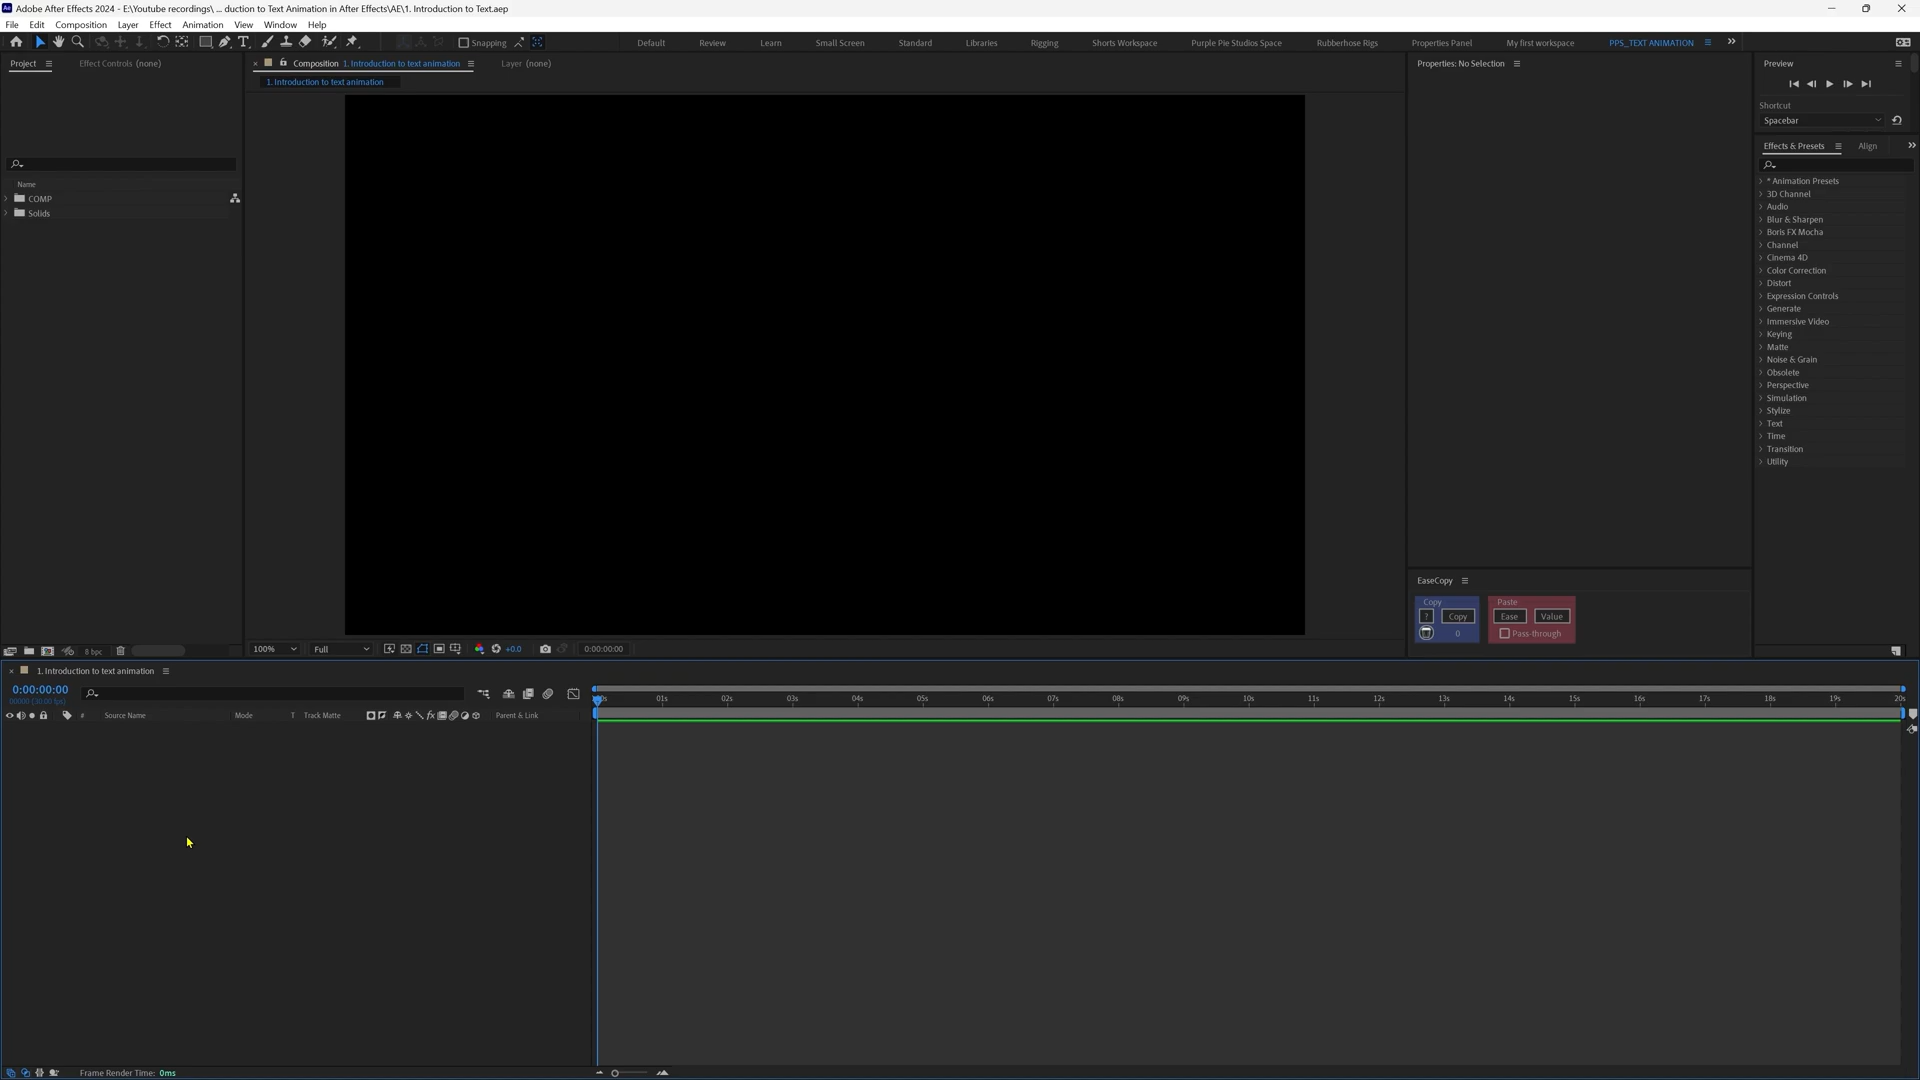 Adobe After Effects 2024 - E:\Youtube recordings\ ... duction to Text Animation in After Effects\AE\1. Introduction to Text.aep
File Edit Composition Layer Effect Animation View Window Help
Snapping Default Review Learn Small Screen Standard Libraries Rigging Shorts Workspace Purple Pie Studios Space Rubberhose Rigs Properties Panel My first workspace PPS_TEXT ANIMATION
Project Effect Controls (none) Composition 1. Introduction to text animation Layer (none) Properties: No Selection Preview
1. Introduction to text animation
Shortcut
Spacebar
Effects & Presets Align
Name
COMP
Solids
* Animation Presets
3D Channel
Audio
Blur & Sharpen
Boris FX Mocha
Channel
Cinema 4D
Color Correction
Distort
Expression Controls
Generate
Immersive Video
Keying
Matte
Noise & Grain
Obsolete
Perspective
Simulation
Stylize
Text
Time
Transition
Utility
EaseCopy
Copy Paste
? Copy Ease Value
0 Pass-through
8 bpc 100% Full +0.0 0:00:00:00
1. Introduction to text animation
0:00:00:00
00000 (30.00 fps)
01s 02s 03s 04s 05s 06s 07s 08s 09s 10s 11s 12s 13s 14s 15s 16s 17s 18s 19s 20s
# Source Name Mode T Track Matte fx Parent & Link
Frame Render Time: 0ms